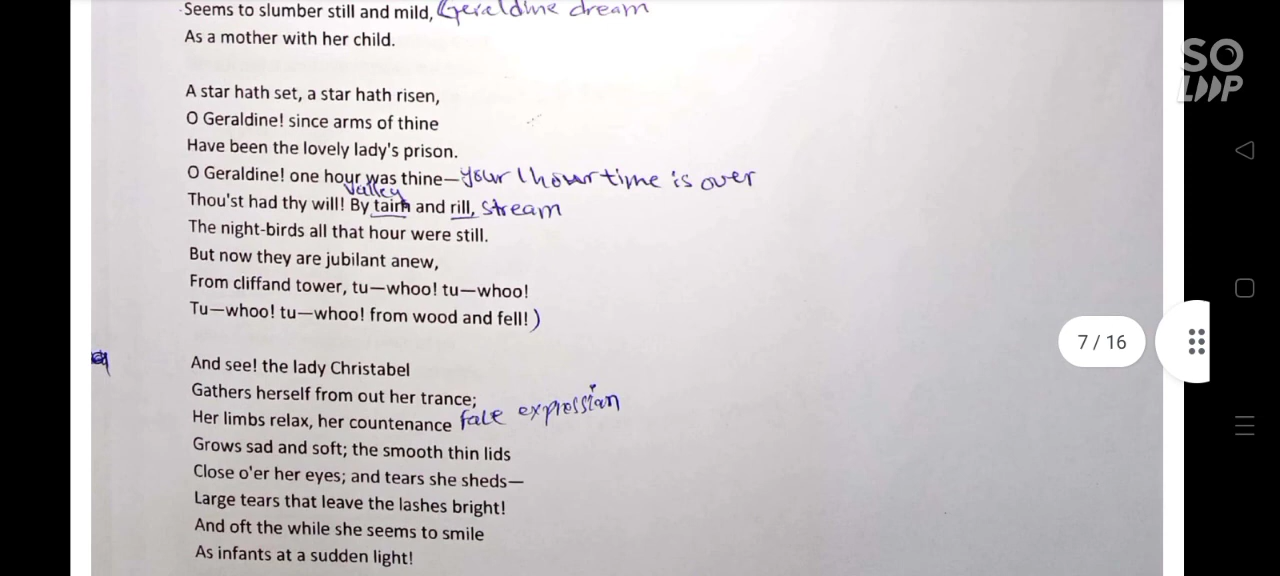 Seems to slumber still and mild, Geraldine dream
As a mother with her child.
A star hath set, a star hath risen,
O Geraldine! since arms of thine
Have been the lovely lady's prison.
O Geraldine! one hour was thine— your 1 hour time is over
valley
Thou'st had thy will! By tairn and rill, stream
The night-birds all that hour were still.
But now they are jubilant anew,
From cliffand tower, tu—whoo! tu—whoo!
Tu—whoo! tu—whoo! from wood and fell! )
And see! the lady Christabel
Gathers herself from out her trance;
Her limbs relax, her countenance face expression
Grows sad and soft; the smooth thin lids
Close o'er her eyes; and tears she sheds—
Large tears that leave the lashes bright!
And oft the while she seems to smile
As infants at a sudden light!
7 / 16
SO
LOOP